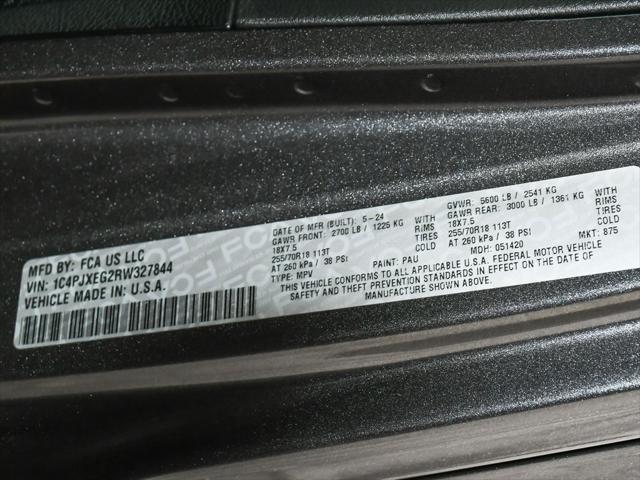 MFD BY: FCA US LLC
VIN: 1C4PJXEG2RW327844
VEHICLE MADE IN U.S.A.
DATE OF MFR (BUILT): 5-24
GAWR FRONT: 2700 LB / 1225 KG WITH
18X7.5 RIMS
255/70R18 113T TIRES
AT 260 kPa / 38 PSI COLD
TYPE: MPV PAINT: PAU
GVWR: 5600 LB / 2541 KG
GAWR REAR: 3000 LB / 1361 KG WITH
18X7.5 RIMS
255/70R18 113T TIRES
AT 260 kPa / 38 PSI COLD
MDH: 051420 MKT: 875
THIS VEHICLE CONFORMS TO ALL APPLICABLE U.S.A. FEDERAL MOTOR VEHICLE
SAFETY, BUMPER, AND THEFT PREVENTION STANDARDS
IN EFFECT ON THE DATE OF MANUFACTURE SHOWN ABOVE.